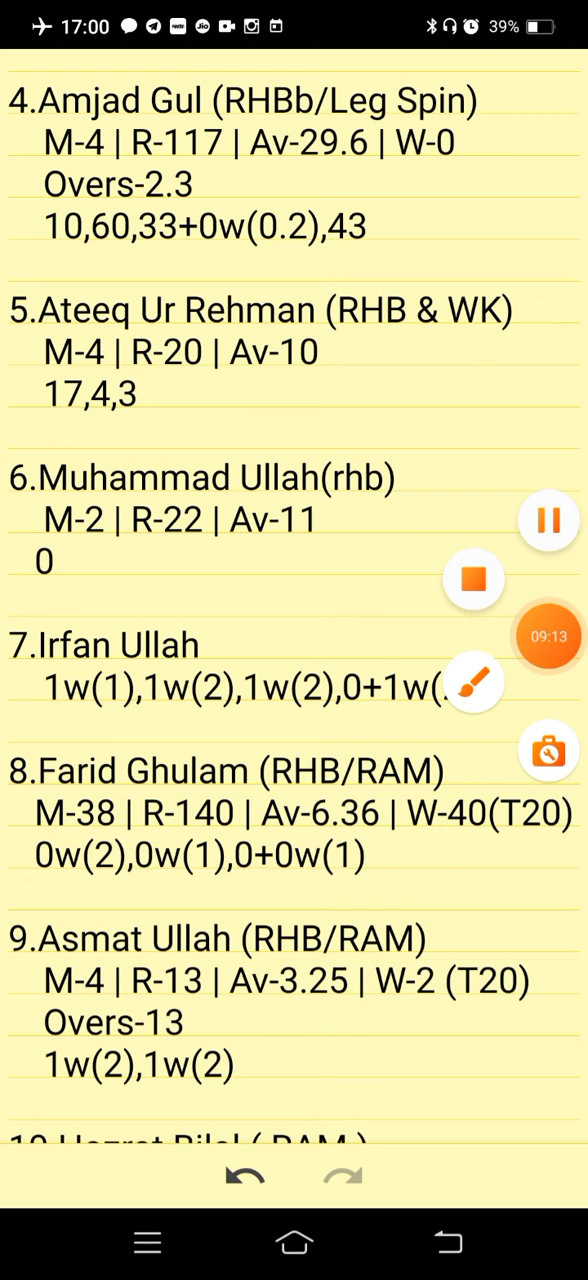 17:00
39%
4.Amjad Gul (RHBb/Leg Spin)
M-4 | R-117 | Av-29.6 | W-0
Overs-2.3
10,60,33+0w(0.2),43
5.Ateeq Ur Rehman (RHB & WK)
M-4 | R-20 | Av-10
17,4,3
6.Muhammad Ullah(rhb)
M-2 | R-22 | Av-11
0
7.Irfan Ullah
1w(1),1w(2),1w(2),0+1w(
09:13
8.Farid Ghulam (RHB/RAM)
M-38 | R-140 | Av-6.36 | W-40(T20)
0w(2),0w(1),0+0w(1)
9.Asmat Ullah (RHB/RAM)
M-4 | R-13 | Av-3.25 | W-2 (T20)
Overs-13
1w(2),1w(2)